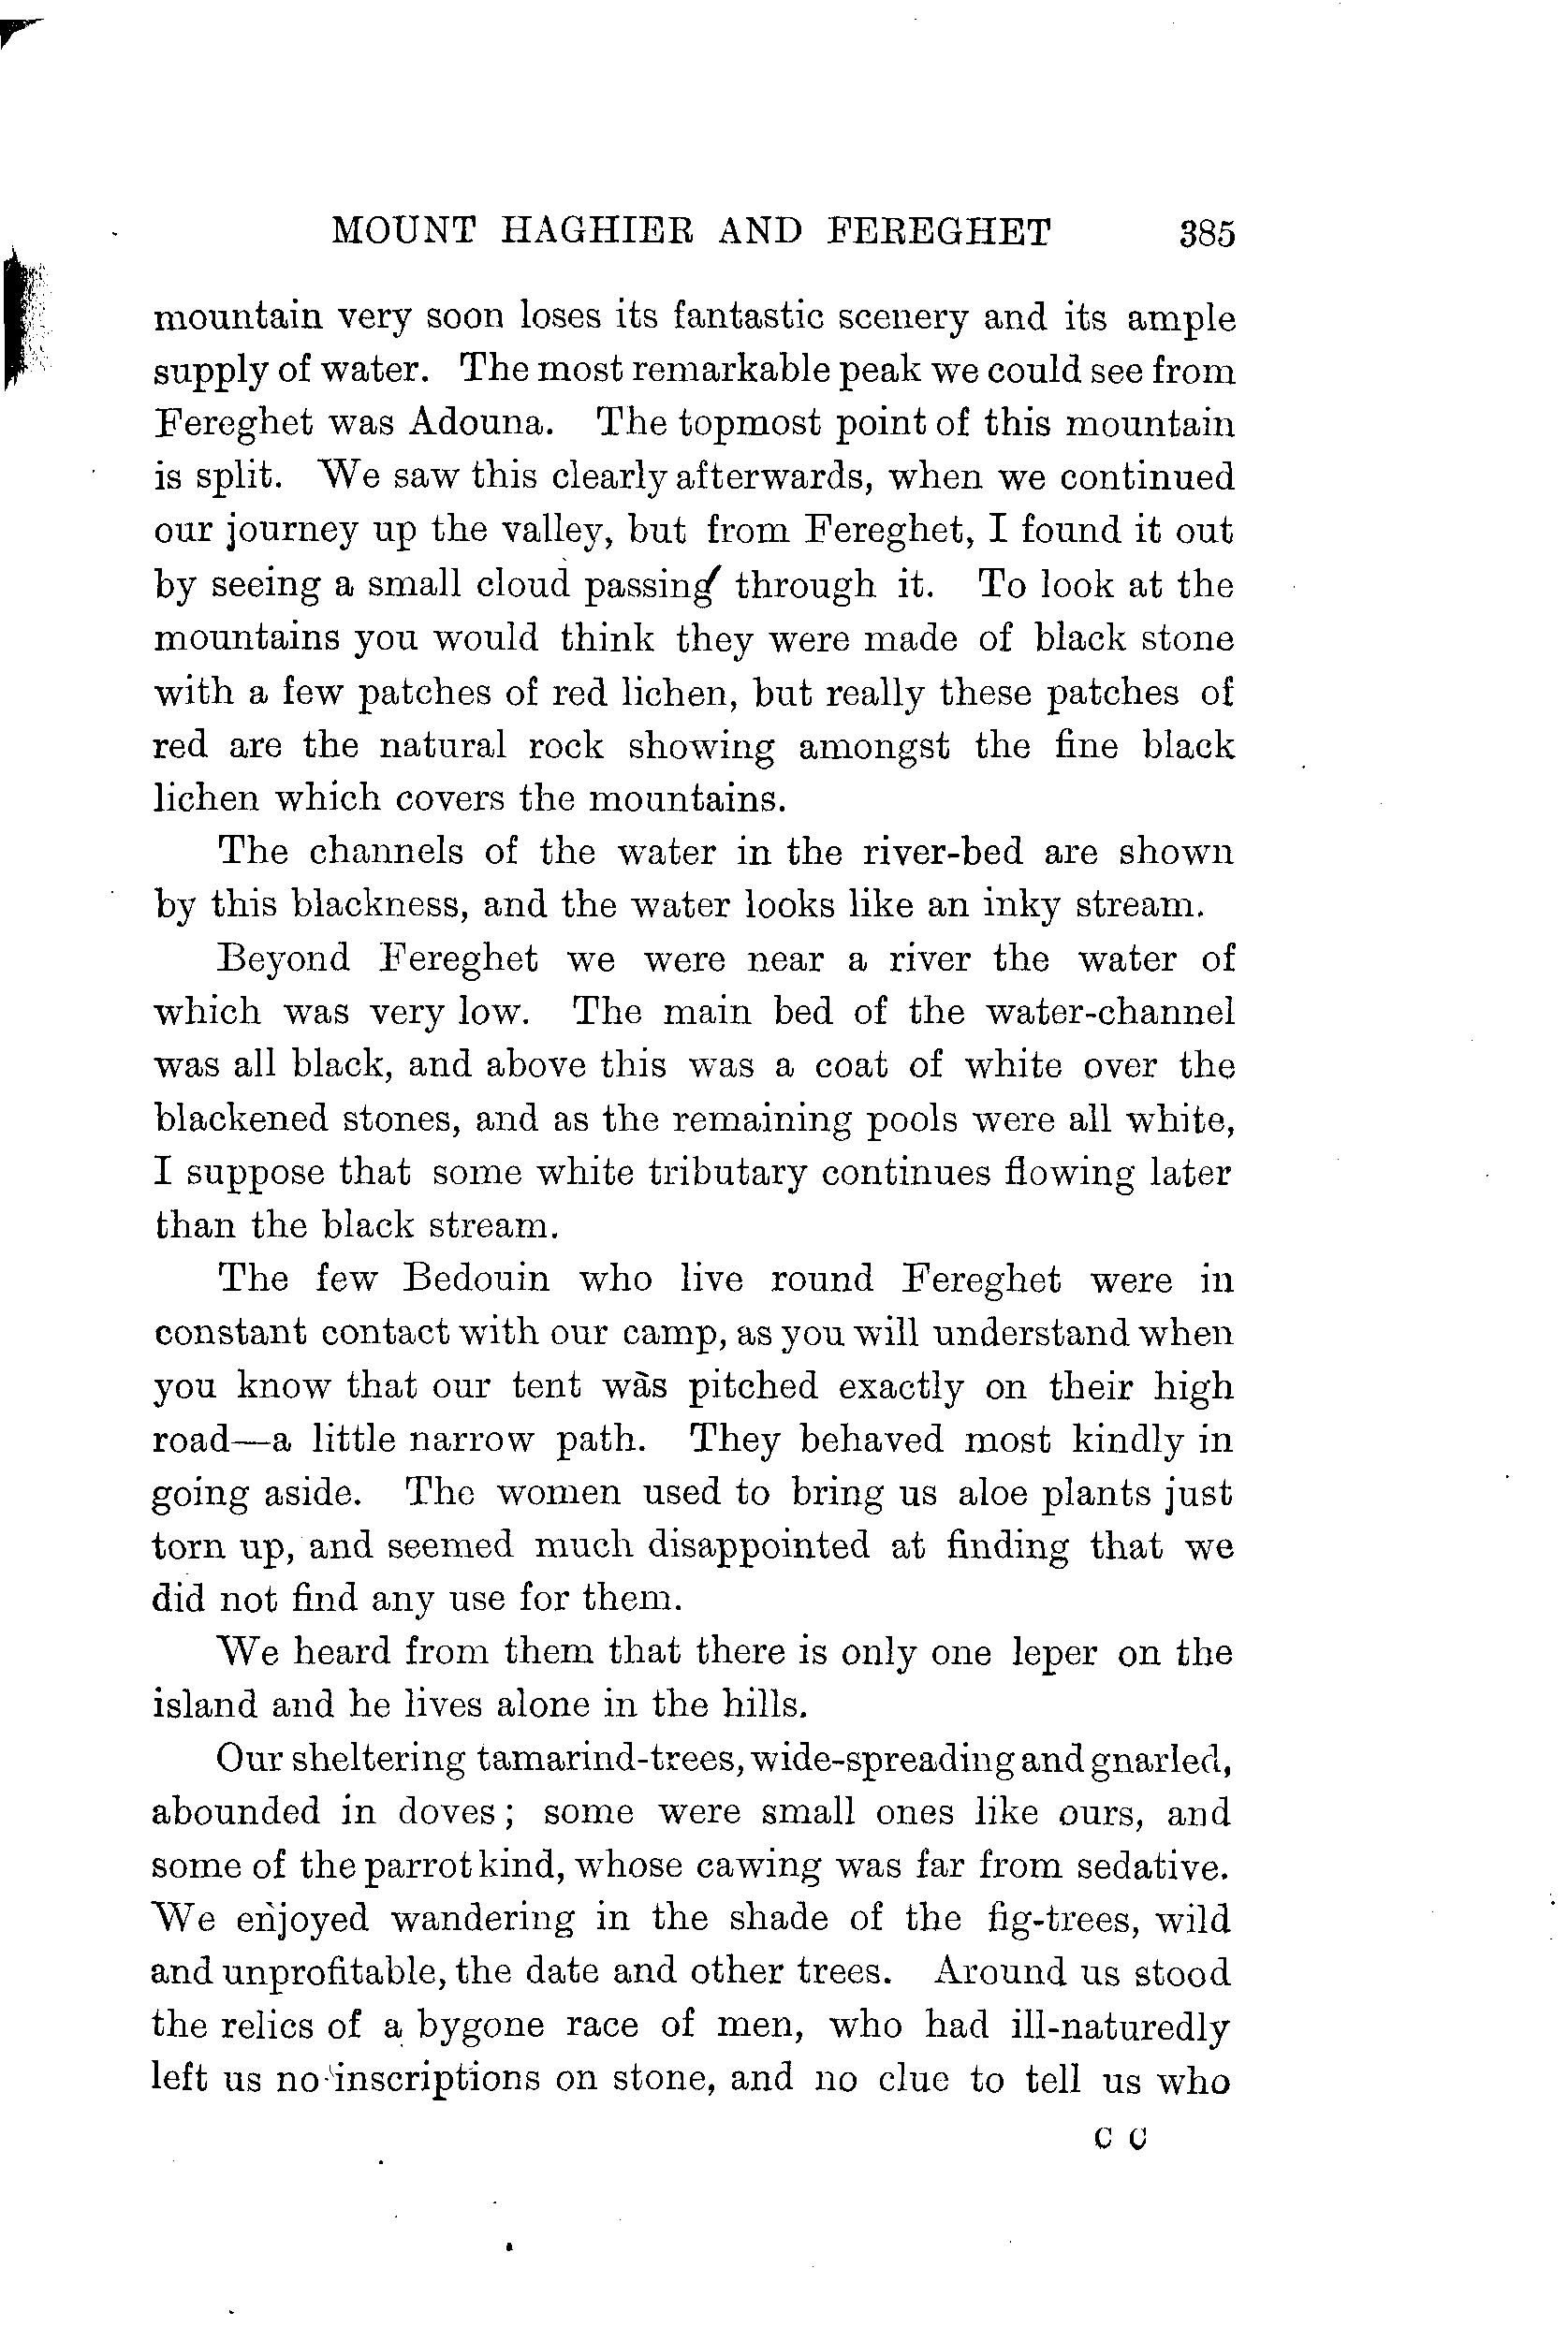 MOUNT HAGHIER AND FEREGHET 385
mountain very soon loses its fantastic scenery and its ample
supply of water. The most remarkable peak we could see from
Fereghet was Adouna. The topmost point of this mountain
is split. We saw this clearly afterwards, when we continued
our journey up the valley, but from Fereghet, I found it out
by seeing a small cloud passing through it. To look at the
mountains you would think they were made of black stone
with a few patches of red lichen, but really these patches of
red are the natural rock showing amongst the fine black
lichen which covers the mountains.
The channels of the water in the river-bed are shown
by this blackness, and the water looks like an inky stream.
Beyond Fereghet we were near a river the water of
which was very low. The main bed of the water-channel
was all black, and above this was a coat of white over the
blackened stones, and as the remaining pools were all white,
I suppose that some white tributary continues flowing later
than the black stream.
The few Bedouin who live round Fereghet were in
constant contact with our camp, as you will understand when
you know that our tent was pitched exactly on their high
road—a little narrow path. They behaved most kindly in
going aside. The women used to bring us aloe plants just
torn up, and seemed much disappointed at finding that we
did not find any use for them.
We heard from them that there is only one leper on the
island and he lives alone in the hills.
Our sheltering tamarind-trees, wide-spreading and gnarled,
abounded in doves; some were small ones like ours, and
some of the parrot kind, whose cawing was far from sedative.
We enjoyed wandering in the shade of the fig-trees, wild
and unprofitable, the date and other trees. Around us stood
the relics of a bygone race of men, who had ill-naturedly
left us no inscriptions on stone, and no clue to tell us who
C C